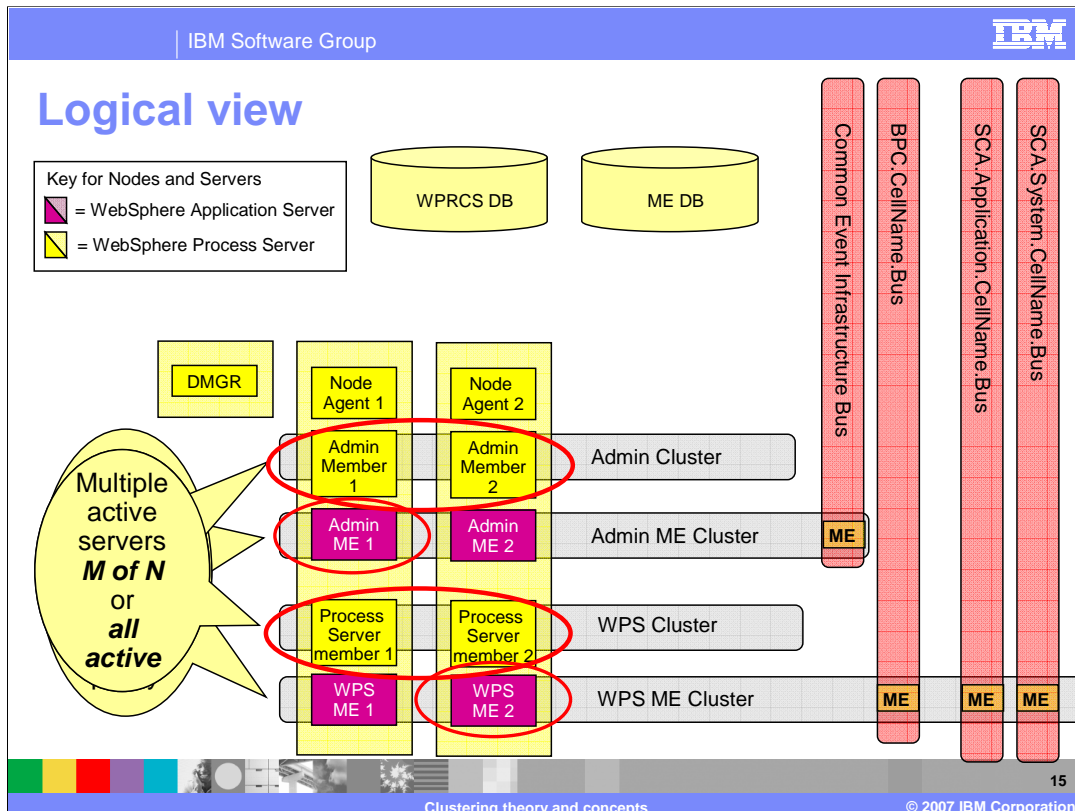 IBM Software Group
IBM
Logical view
Key for Nodes and Servers
= WebSphere Application Server
= WebSphere Process Server
WPRCS DB
ME DB
Common Event Infrastructure Bus
BPC.CellName.Bus
SCA.Application.CellName.Bus
SCA.System.CellName.Bus
DMGR
Node
Agent 1
Node
Agent 2
Admin
Member
1
Admin
Member
2
Admin Cluster
Multiple
active
servers
M of N
or
all
active
Admin
ME 1
Admin
ME 2
Admin ME Cluster
ME
Process
Server
member 1
Process
Server
member 2
WPS Cluster
WPS
ME 1
WPS
ME 2
WPS ME Cluster
ME
ME
ME
15
Clustering theory and concepts
© 2007 IBM Corporation